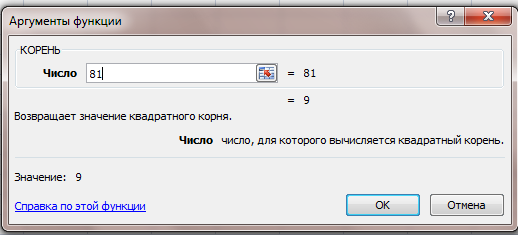 Аргументы функции
КОРЕНЬ
Число 81 = 81
= 9
Возвращает значение квадратного корня.
Число число, для которого вычисляется квадратный корень.
Значение: 9
Справка по этой функции ОК Отмена